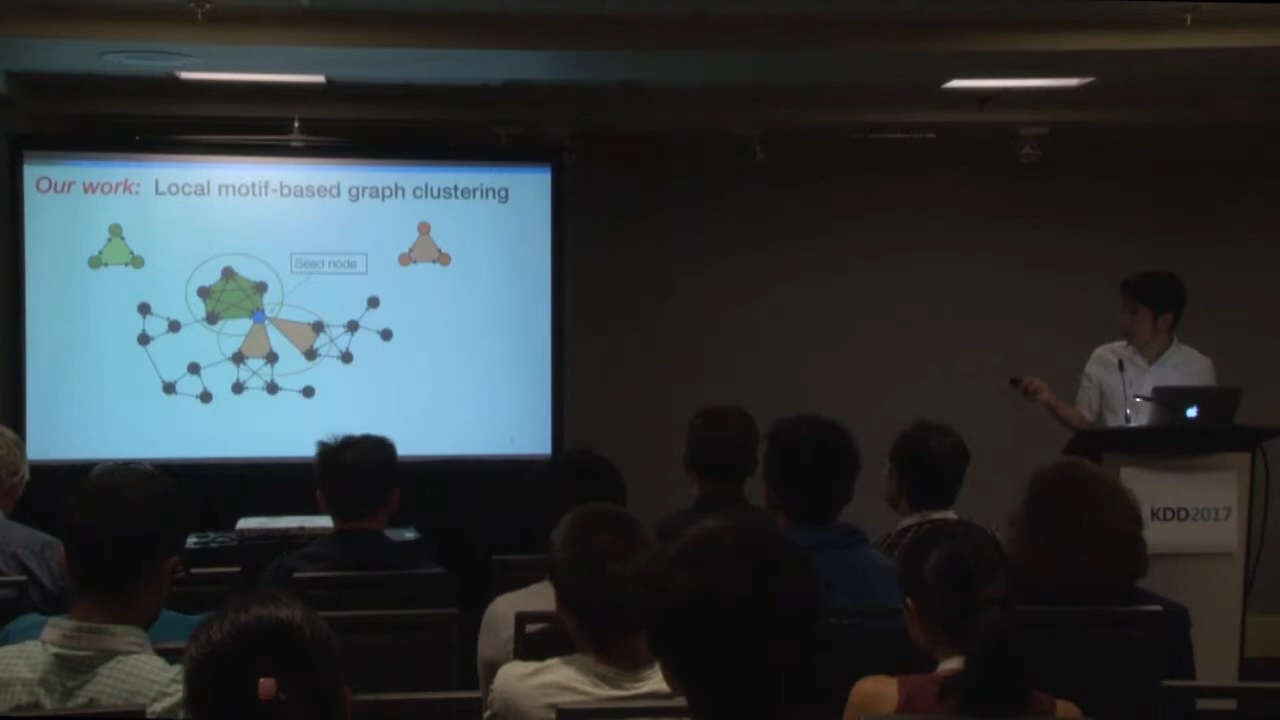 Our work: Local motif-based graph clustering
Seed node
KDD2017